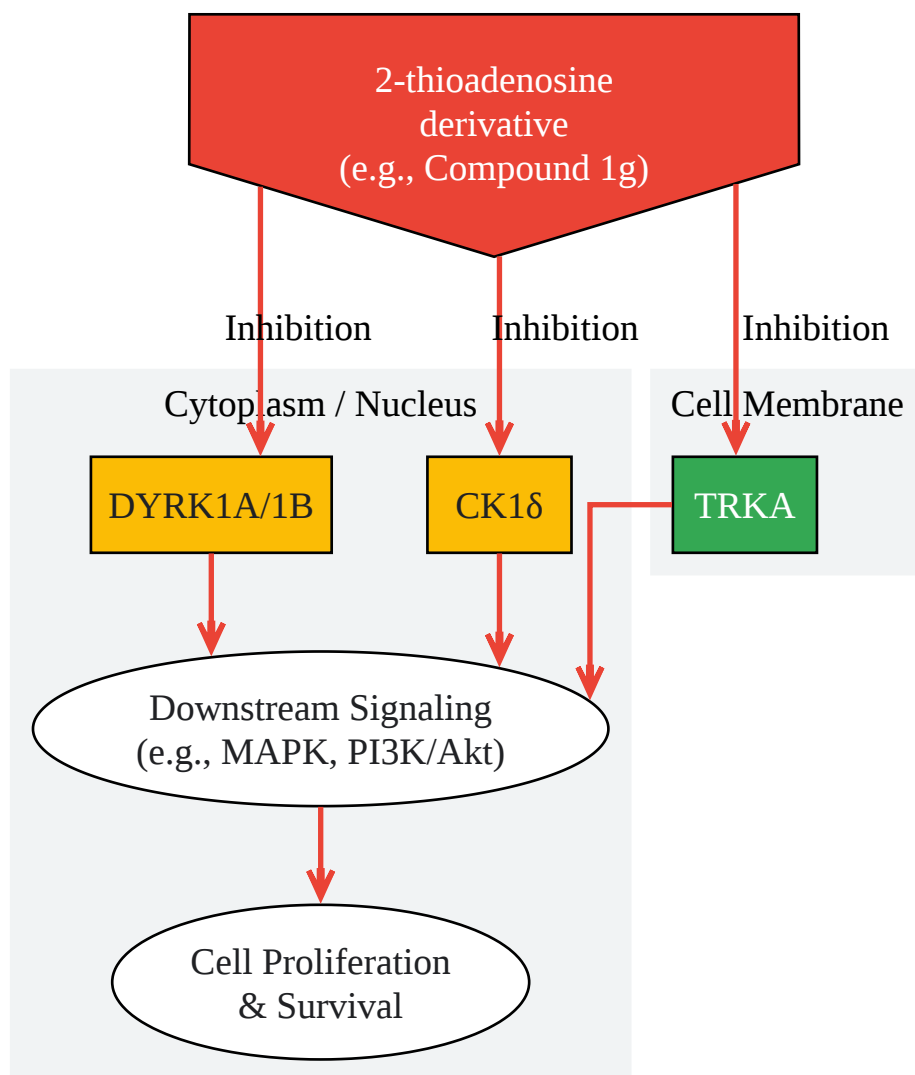 2-thioadenosine
derivative
(e.g., Compound 1g)
Inhibition
Inhibition
Inhibition
Cytoplasm / Nucleus
Cell Membrane
DYRK1A/1B
CK1δ
TRKA
Downstream Signaling
(e.g., MAPK, PI3K/Akt)
Cell Proliferation
& Survival